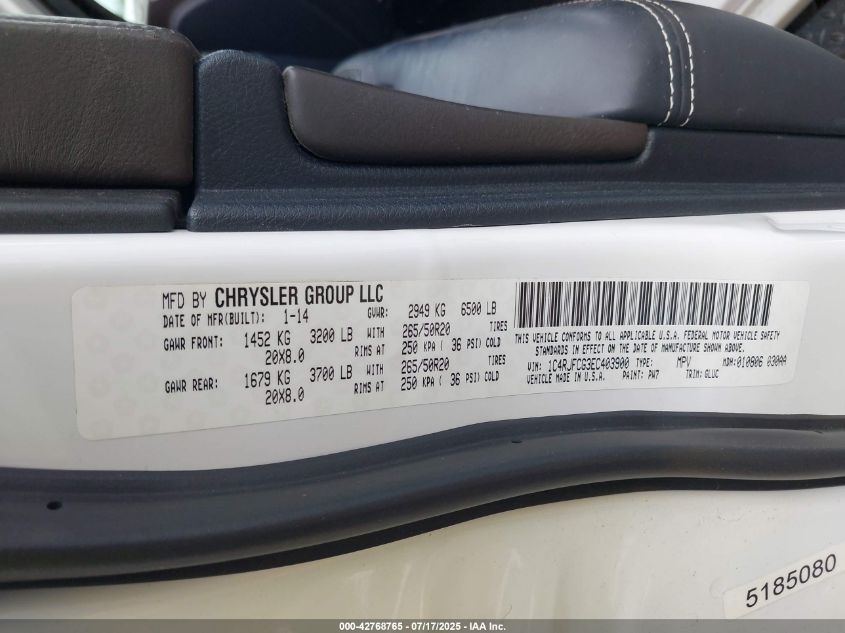 MFD BY CHRYSLER GROUP LLC
DATE OF MFR(BUILT): 1-14 GVWR: 2949 KG 6500 LB
GAWR FRONT: 1452 KG 3200 LB WITH 265/50R20 TIRES
20X8.0 RIMS AT 250 KPA ( 36 PSI) COLD
GAWR REAR: 1679 KG 3700 LB WITH 265/50R20 TIRES
20X8.0 RIMS AT 250 KPA ( 36 PSI) COLD
THIS VEHICLE CONFORMS TO ALL APPLICABLE U.S.A. FEDERAL MOTOR VEHICLE SAFETY
STANDARDS IN EFFECT ON THE DATE OF MANUFACTURE SHOWN ABOVE.
VIN: 1C4RJFCG3EC403900 TYPE: MPV MDH: 010806 030AA
VEHICLE MADE IN U.S.A. PAINT: PW7 TRIM: GLUC
5185080
000-42768765 - 07/17/2025 - IAA Inc.